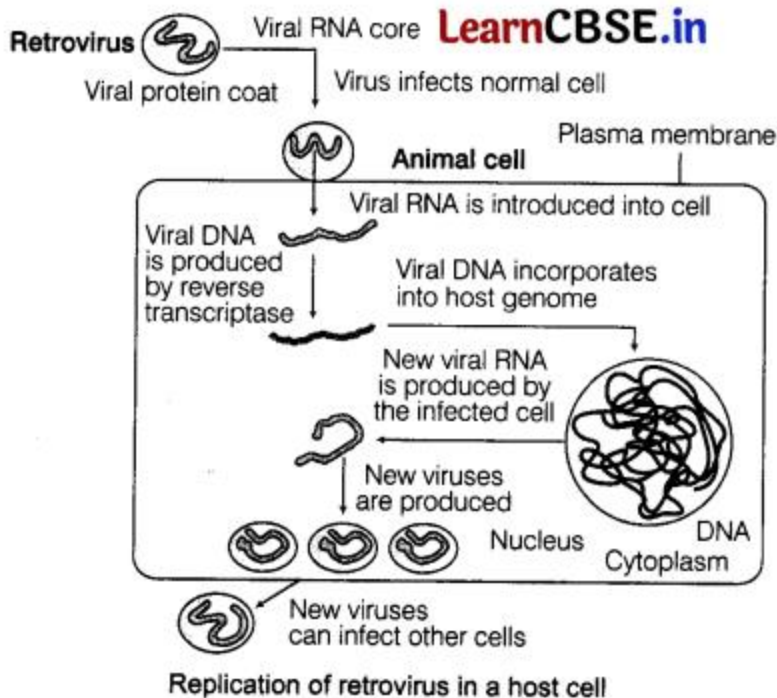 Retrovirus
Viral RNA core
LearnCBSE.in
Viral protein coat
Virus infects normal cell
Plasma membrane
Animal cell
Viral RNA is introduced into cell
Viral DNA
is produced
by reverse
transcriptase
Viral DNA incorporates
into host genome
New viral RNA
is produced by
the infected cell
New viruses
are produced
Nucleus
DNA
Cytoplasm
New viruses
can infect other cells
Replication of retrovirus in a host cell